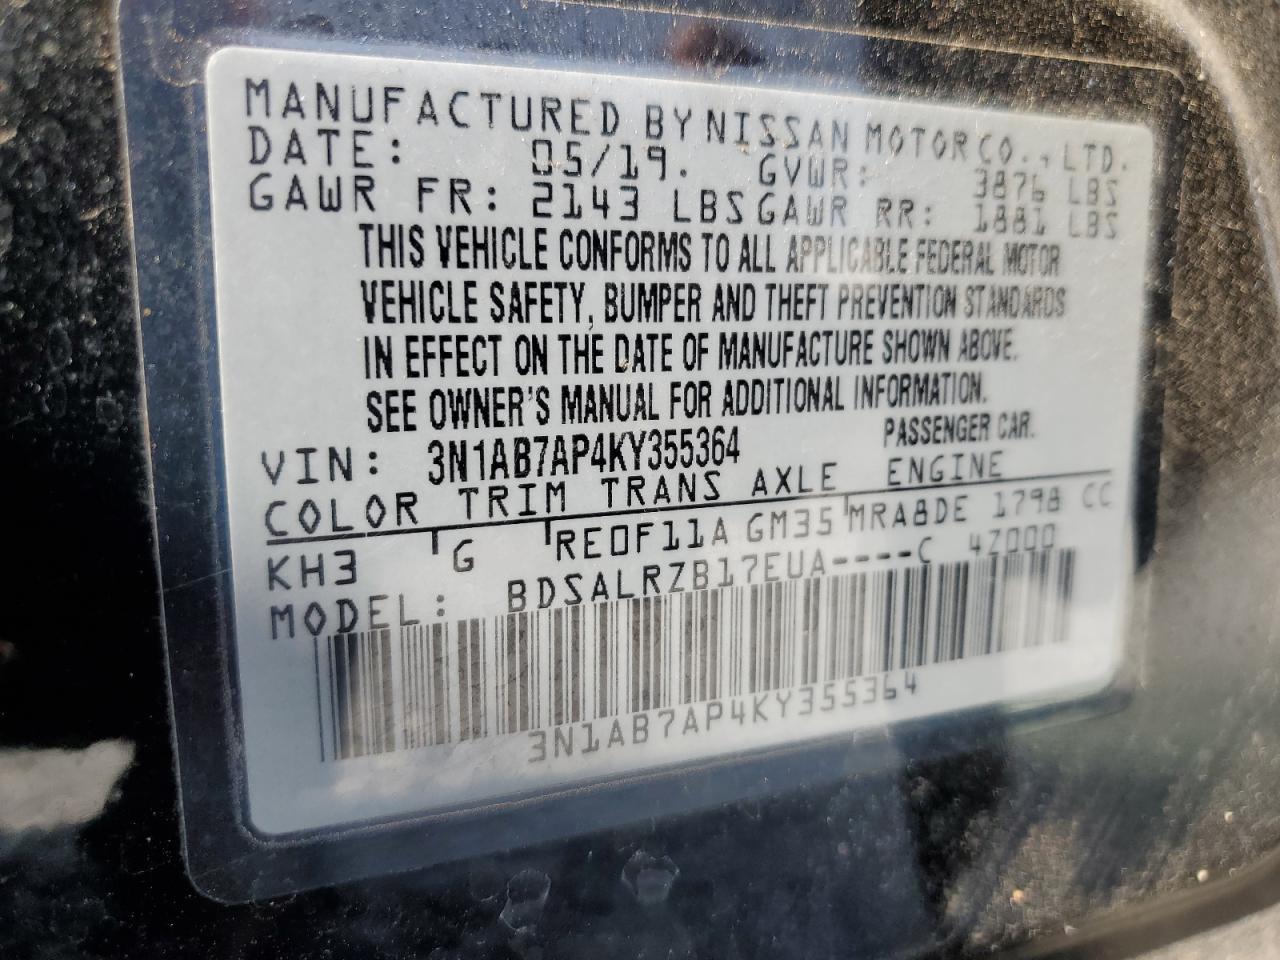 MANUFACTURED BY NISSAN MOTOR CO., LTD.
DATE: 05/19. GVWR: 3876 LBS
GAWR FR: 2143 LBS GAWR RR: 1881 LBS
THIS VEHICLE CONFORMS TO ALL APPLICABLE FEDERAL MOTOR
VEHICLE SAFETY, BUMPER AND THEFT PREVENTION STANDARDS
IN EFFECT ON THE DATE OF MANUFACTURE SHOWN ABOVE.
SEE OWNER'S MANUAL FOR ADDITIONAL INFORMATION.
VIN: 3N1AB7AP4KY355364 PASSENGER CAR.
COLOR TRIM TRANS AXLE ENGINE
KH3 G RE0F11A GM35 MRA8DE 1798 CC
MODEL: BDSALRZB17EUA----C 4Z000
3N1AB7AP4KY355364